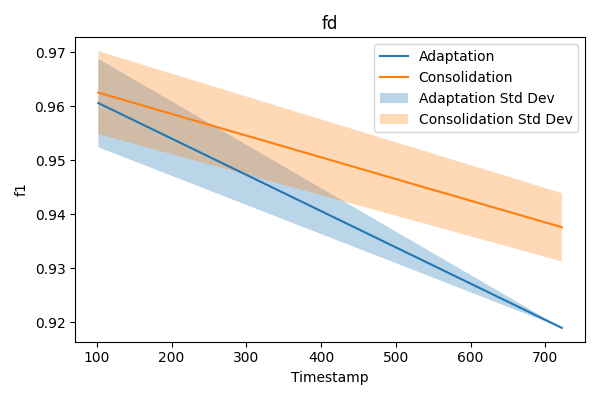 fd
0.97
0.96
0.95
0.94
0.93
0.92
f1
100
200
300
400
500
600
700
Timestamp
Adaptation
Consolidation
Adaptation Std Dev
Consolidation Std Dev